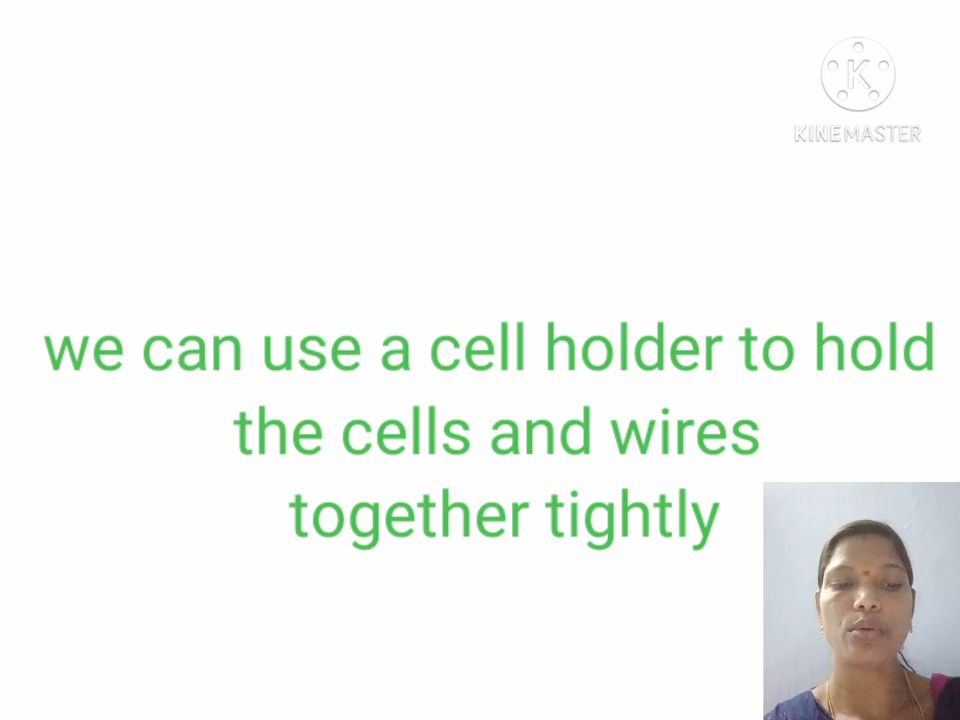 K
KINEMASTER
we can use a cell holder to hold
the cells and wires
together tightly